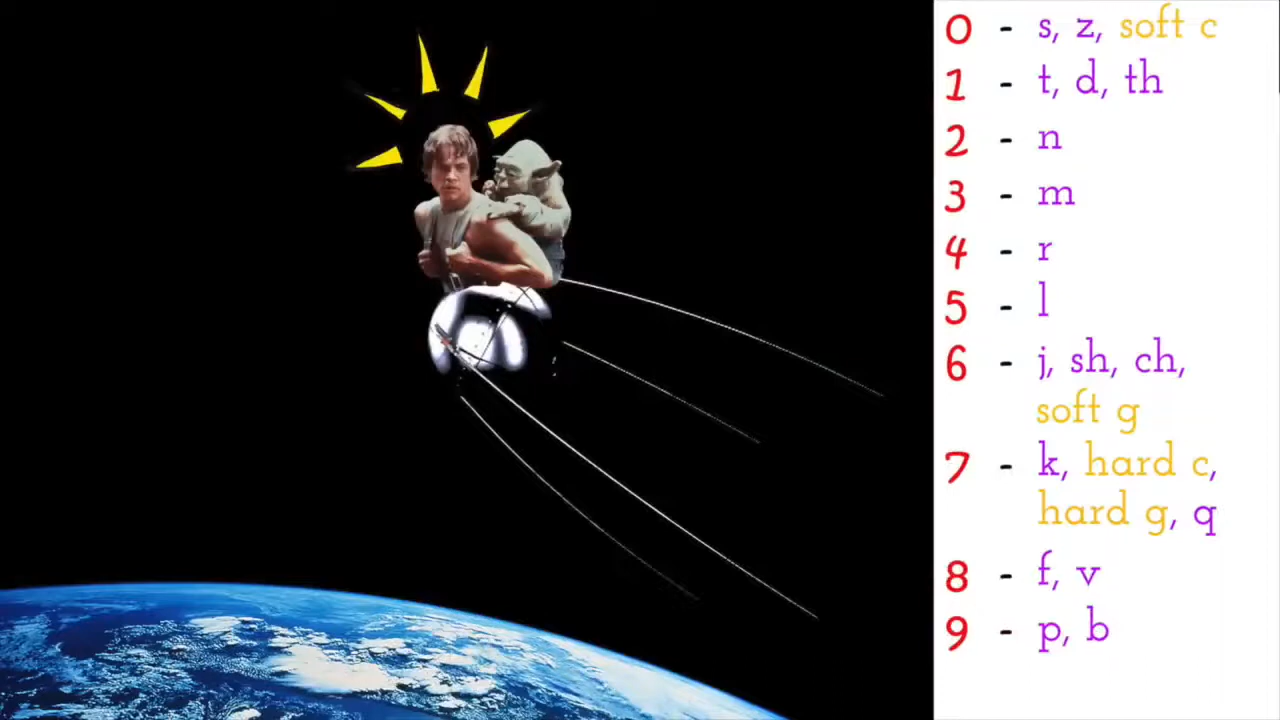 0 - s, z, soft c
1 - t, d, th
2 - n
3 - m
4 - r
5 - l
6 - j, sh, ch,
soft g
7 - k, hard c,
hard g, q
8 - f, v
9 - p, b